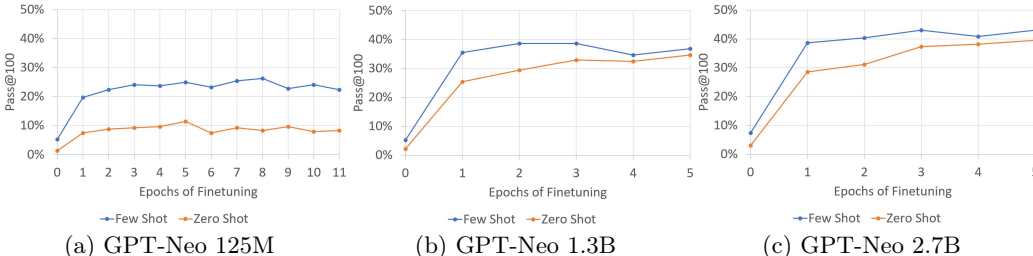 50%
40%
30%
20%
10%
0%
Pass@100
0 1 2 3 4 5 6 7 8 9 10 11
Epochs of Finetuning
Few Shot Zero Shot
(a) GPT-Neo 125M
50%
40%
30%
20%
10%
0%
Pass@100
0 1 2 3 4 5
Epochs of Finetuning
Few Shot Zero Shot
(b) GPT-Neo 1.3B
50%
40%
30%
20%
10%
0%
Pass@100
0 1 2 3 4 5
Epochs of Finetuning
Few Shot Zero Shot
(c) GPT-Neo 2.7B